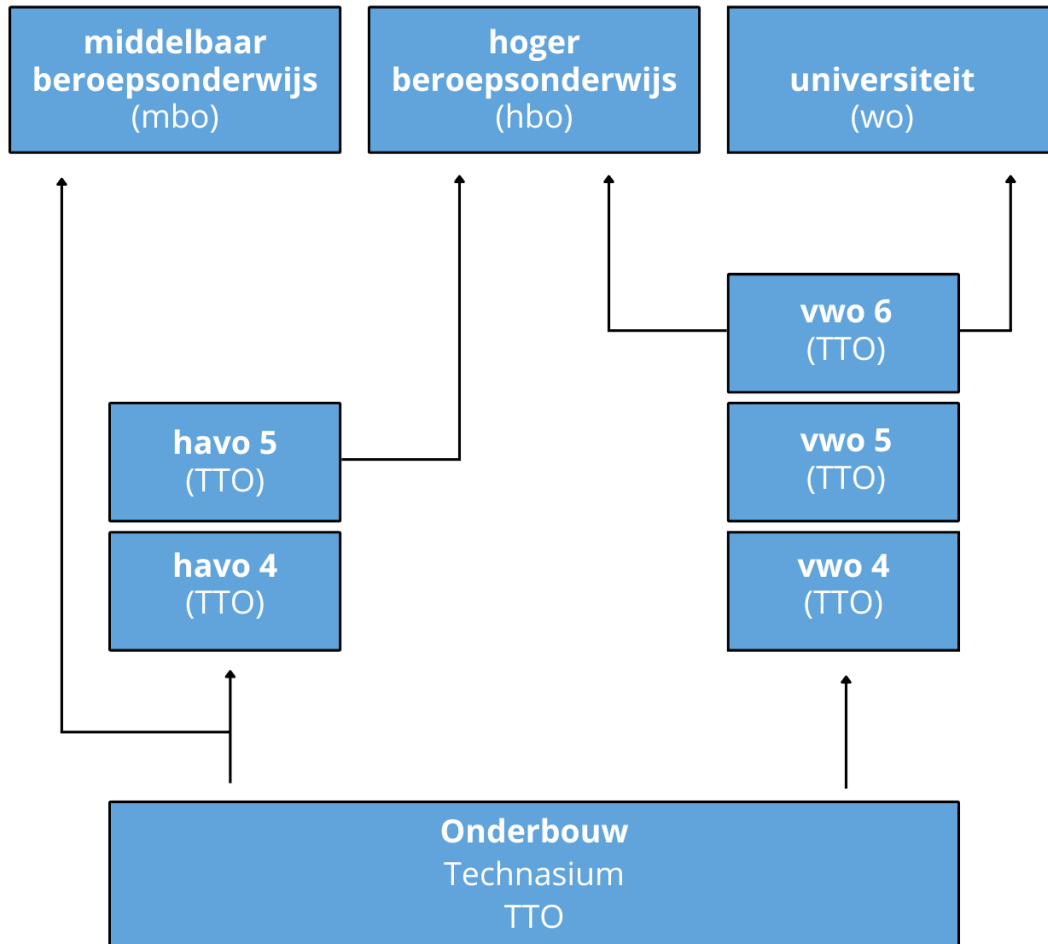 middelbaar
beroepsonderwijs
(mbo)
hoger
beroepsonderwijs
(hbo)
universiteit
(wo)
vwo 6
(TTO)
havo 5
(TTO)
vwo 5
(TTO)
havo 4
(TTO)
vwo 4
(TTO)
Onderbouw
Technasium
TTO